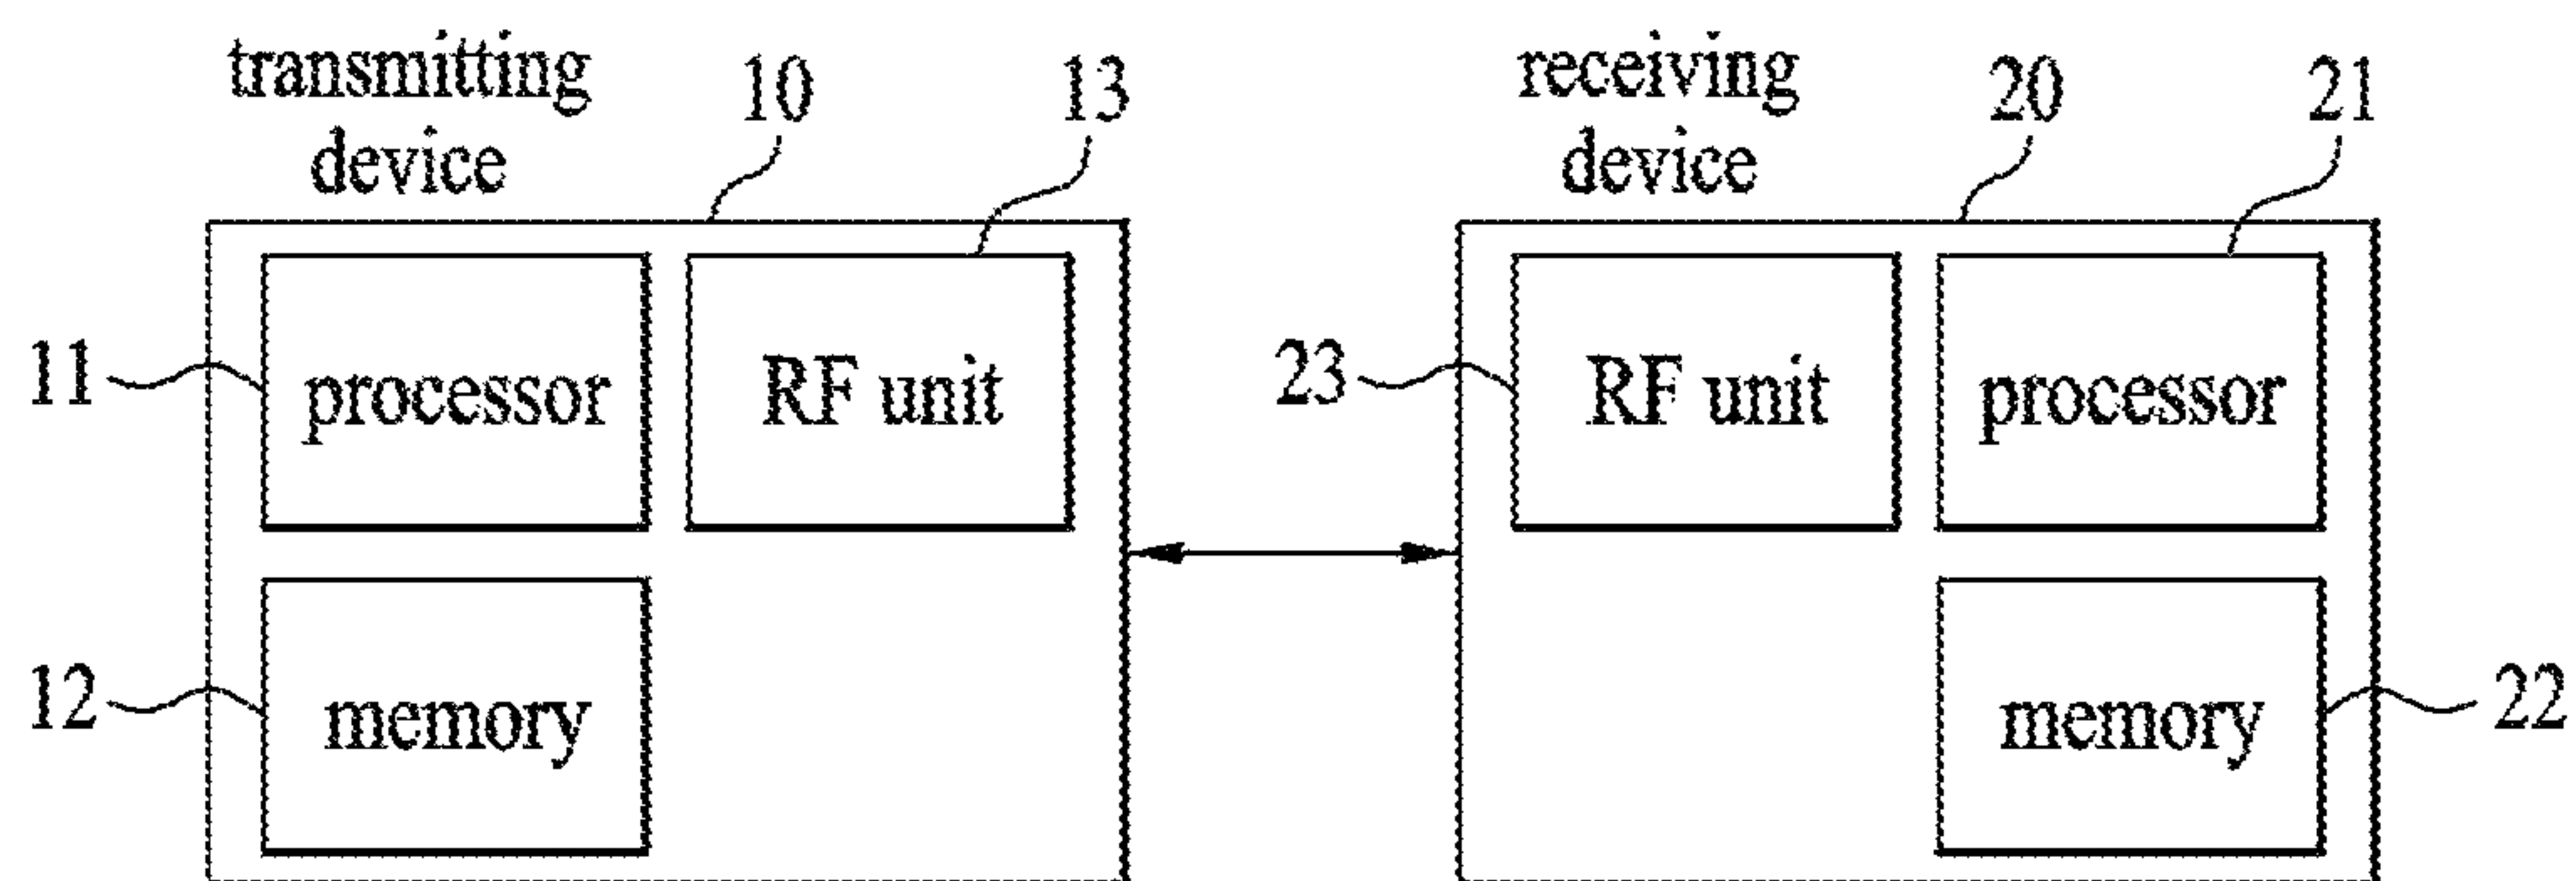 transmitting
device
10
13
receiving
device
20
21
11
processor
RF unit
23
RF unit
processor
12
memory
memory
22